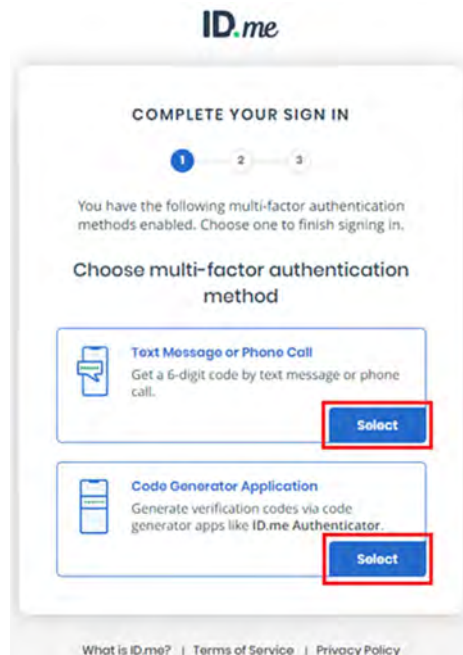 ID.me
COMPLETE YOUR SIGN IN
1 2 3
You have the following multi-factor authentication
methods enabled. Choose one to finish signing in.
Choose multi-factor authentication
method
Text Message or Phone Call
Get a 6-digit code by text message or phone
call.
Select
Code Generator Application
Generate verification codes via code
generator apps like ID.me Authenticator.
Select
What is ID.me? | Terms of Service | Privacy Policy